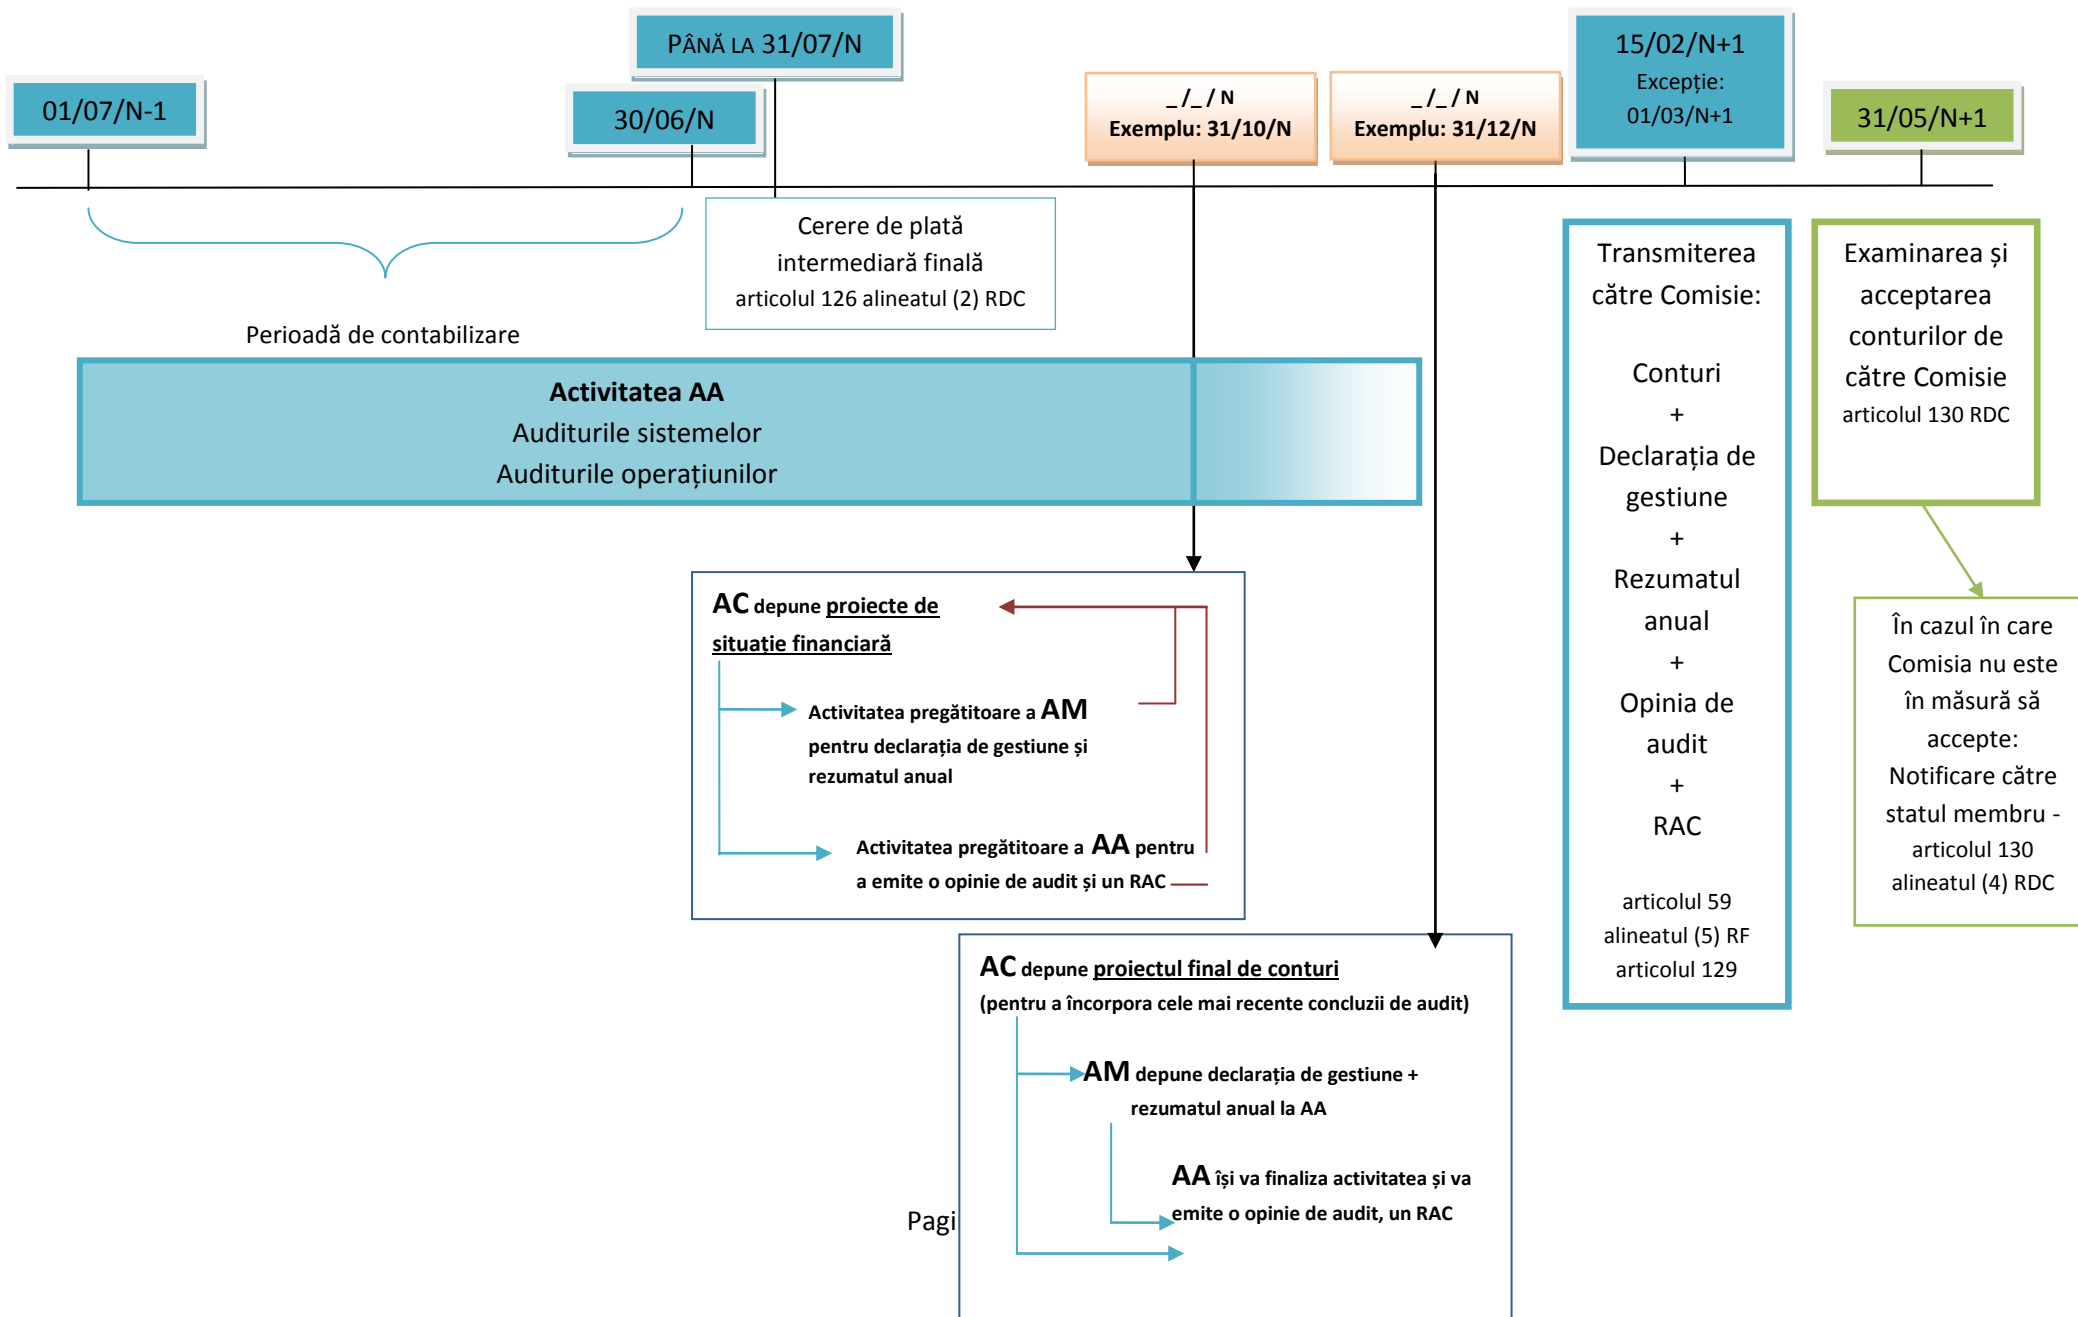 PÂNĂ LA 31/07/N
15/02/N+1
Excepție:
01/03/N+1
01/07/N-1
30/06/N
_ /_ / N
Exemplu: 31/10/N
_ /_ / N
Exemplu: 31/12/N
31/05/N+1
Cerere de plată
intermediară finală
articolul 126 alineatul (2) RDC
Perioadă de contabilizare
Activitatea AA
Auditurile sistemelor
Auditurile operațiunilor
Transmiterea
către Comisie:
Conturi
+
Declarația de
gestiune
+
Rezumatul
anual
+
Opinia de
audit
+
RAC
articolul 59
alineatul (5) RF
articolul 129
Examinarea și
acceptarea
conturilor de
către Comisie
articolul 130 RDC
În cazul în care
Comisia nu este
în măsură să
accepte:
Notificare către
statul membru -
articolul 130
alineatul (4) RDC
AC depune proiecte de
situație financiară
Activitatea pregătitoare a AM
pentru declarația de gestiune și
rezumatul anual
Activitatea pregătitoare a AA pentru
a emite o opinie de audit și un RAC
AC depune proiectul final de conturi
(pentru a încorpora cele mai recente concluzii de audit)
AM depune declarația de gestiune +
rezumatul anual la AA
AA își va finaliza activitatea și va
emite o opinie de audit, un RAC
Pagi